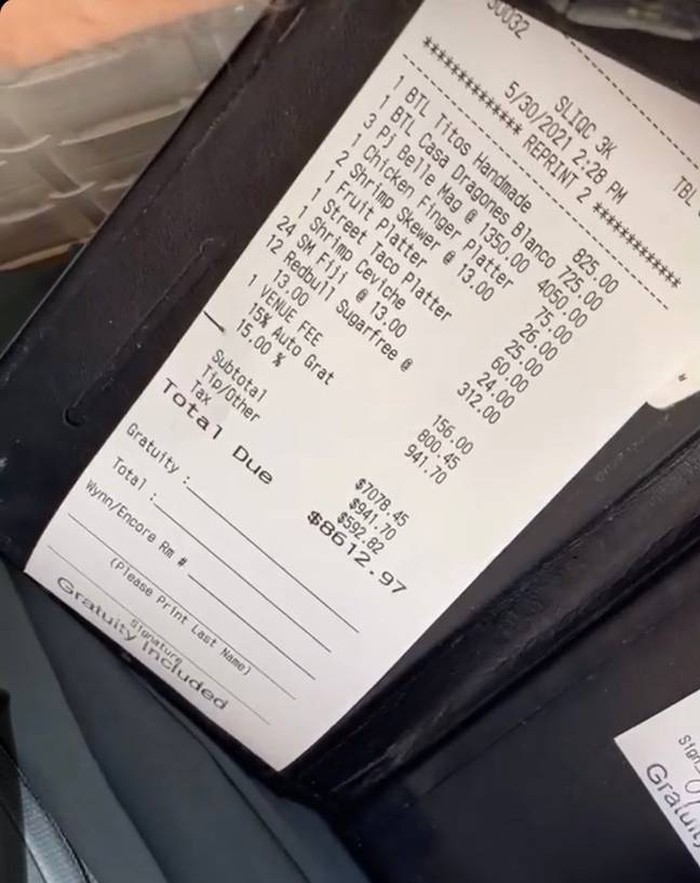 30032
SLIQC 3K
TBL
5/30/2021 2:28 PM
************* REPRINT 2 *************
1 BTL Titos Handmade 825.00
1 BTL Casa Dragones Blanco 725.00
3 Pj Belle Mag @ 1350.00 4050.00
1 Chicken Finger Platter 75.00
2 Shrimp Skewer @ 13.00 26.00
1 Fruit Platter 25.00
1 Street Taco Platter 60.00
1 Shrimp Ceviche 24.00
24 SM Fiji @ 13.00 312.00
12 Redbull Sugarfree @
13.00 156.00
1 VENUE FEE 800.45
15% Auto Grat 941.70
15.00 %
Subtotal $7078.45
Tip/Other $941.70
Tax $592.82
Total Due $8612.97
Gratuity :
Total :
Wynn/Encore Rm #
(Please Print Last Name)
Signature
Gratuity Included
Gratuity